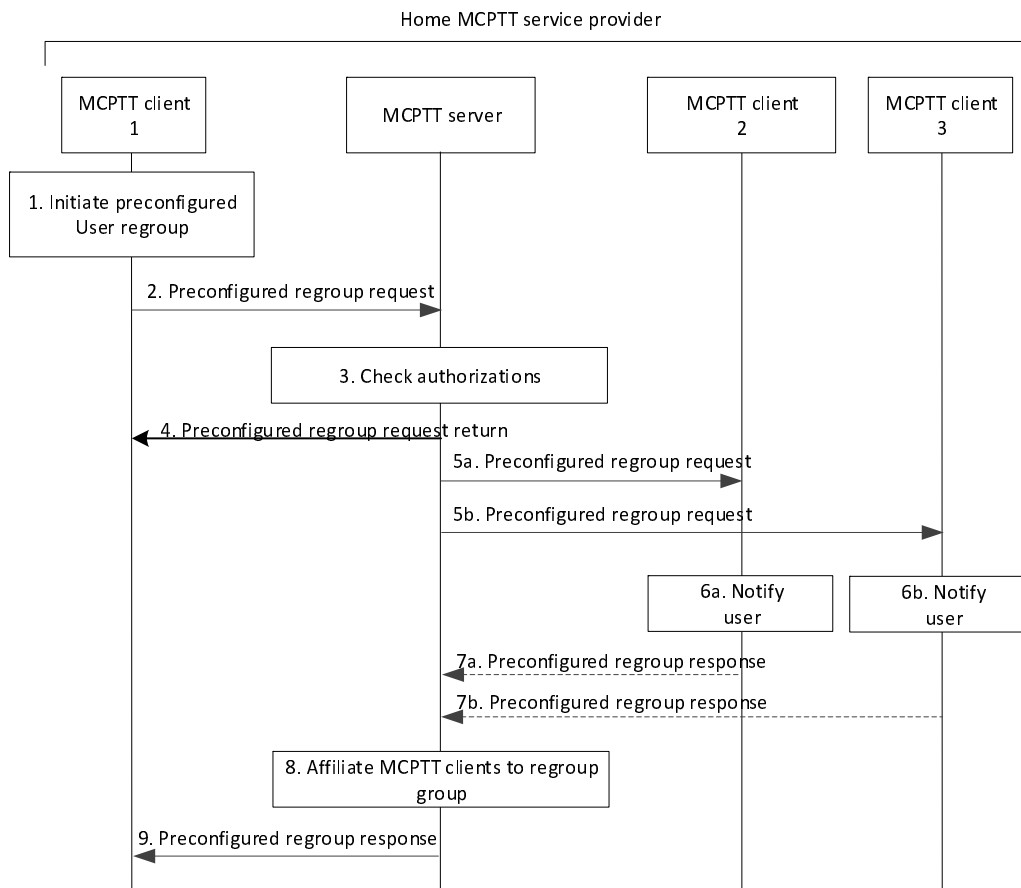 Home MCPTT service provider
MCPTT client
1
MCPTT server
MCPTT client
2
MCPTT client
3
1. Initiate preconfigured
User regroup
2. Preconfigured regroup request
3. Check authorizations
4. Preconfigured regroup request return
5a. Preconfigured regroup request
5b. Preconfigured regroup request
6a. Notify
user
6b. Notify
user
7a. Preconfigured regroup response
7b. Preconfigured regroup response
8. Affiliate MCPTT clients to regroup
group
9. Preconfigured regroup response